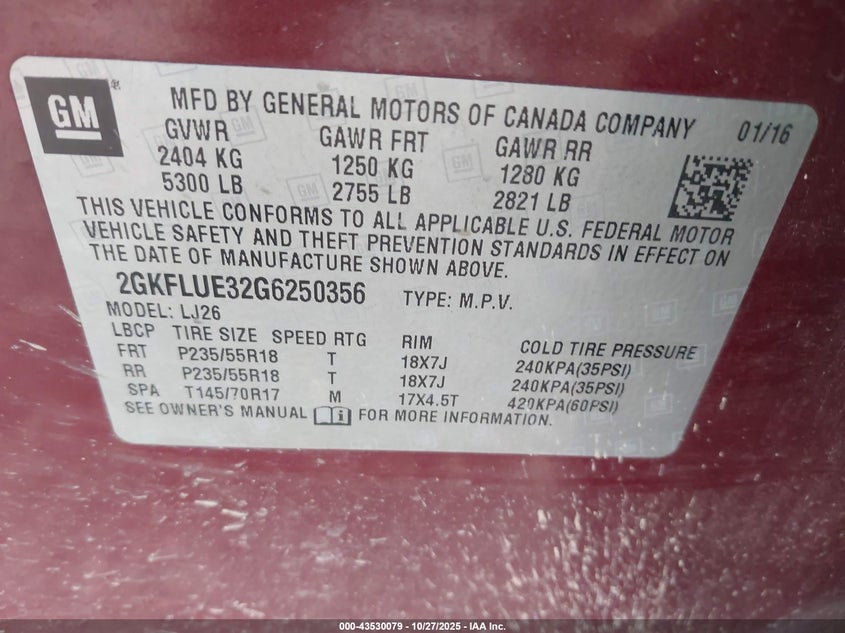 GM
MFD BY GENERAL MOTORS OF CANADA COMPANY 01/16
GVWR GAWR FRT GAWR RR
2404 KG 1250 KG 1280 KG
5300 LB 2755 LB 2821 LB
THIS VEHICLE CONFORMS TO ALL APPLICABLE U.S. FEDERAL MOTOR
VEHICLE SAFETY AND THEFT PREVENTION STANDARDS IN EFFECT ON
THE DATE OF MANUFACTURE SHOWN ABOVE.
2GKFLUE32G6250356 TYPE: M.P.V.
MODEL: LJ26
LBCP TIRE SIZE SPEED RTG RIM COLD TIRE PRESSURE
FRT P235/55R18 T 18X7J 240KPA(35PSI)
RR P235/55R18 T 18X7J 240KPA(35PSI)
SPA T145/70R17 M 17X4.5T 420KPA(60PSI)
SEE OWNER'S MANUAL FOR MORE INFORMATION.
000-43530079 - 10/27/2025 - IAA Inc.